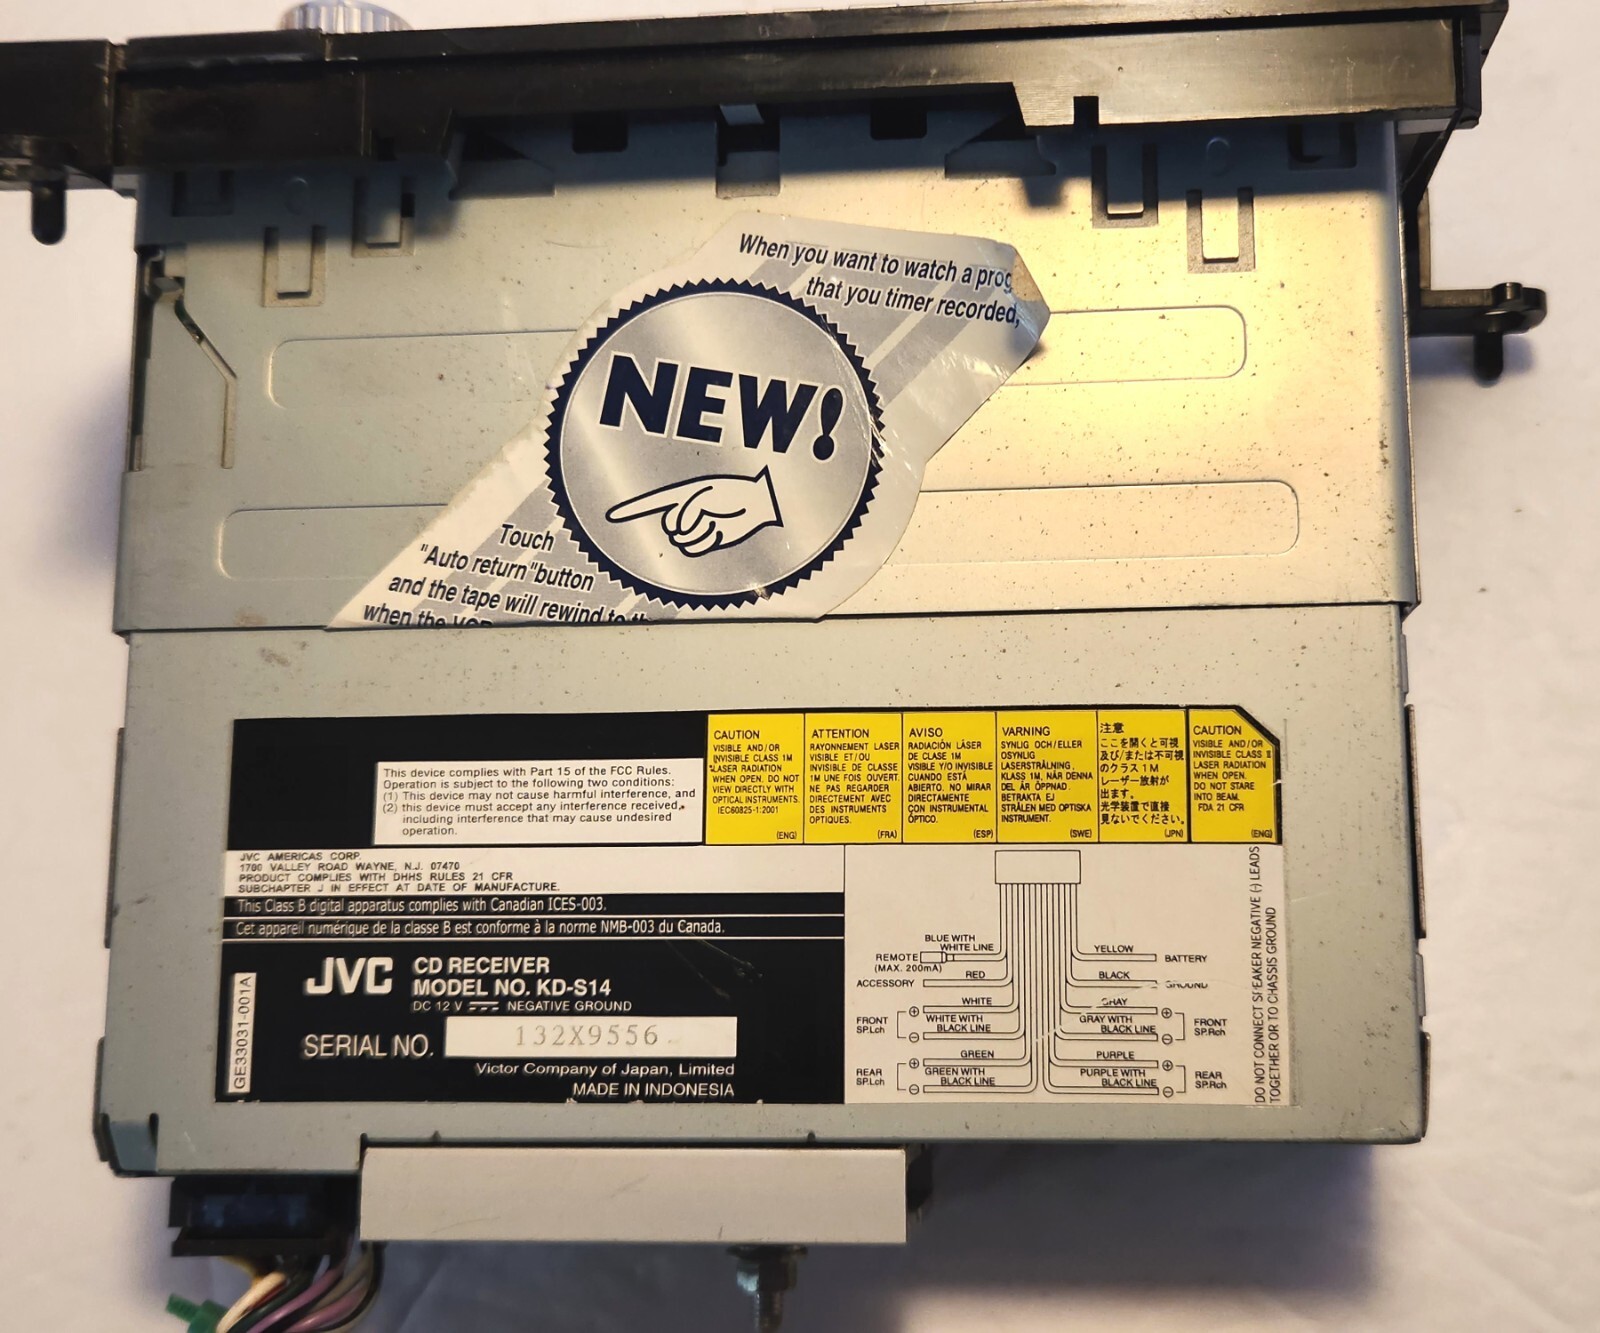 When you want to watch a prog
that you timer recorded,
NEW!
Touch
"Auto return"button
and the tape will rewind to th
when the VCR
This device complies with Part 15 of the FCC Rules.
Operation is subject to the following two conditions:
(1) This device may not cause harmful interference, and
(2) this device must accept any interference received,
including interference that may cause undesired
operation.
CAUTION
VISIBLE AND/OR
INVISIBLE CLASS 1M
LASER RADIATION
WHEN OPEN. DO NOT
VIEW DIRECTLY WITH
OPTICAL INSTRUMENTS.
IEC60825-1:2001
(ENG)
ATTENTION
RAYONNEMENT LASER
VISIBLE ET/OU
INVISIBLE DE CLASSE
1M UNE FOIS OUVERT.
NE PAS REGARDER
DIRECTEMENT AVEC
DES INSTRUMENTS
OPTIQUES.
(FRA)
AVISO
RADIACIÓN LÁSER
DE CLASE 1M
VISIBLE Y/O INVISIBLE
CUANDO ESTÁ
ABIERTO. NO MIRAR
DIRECTAMENTE
CON INSTRUMENTAL
ÓPTICO.
(ESP)
VARNING
SYNLIG OCH/ELLER
OSYNLIG
LASERSTRÅLNING,
KLASS 1M, NÄR DENNA
DEL ÄR ÖPPNAD.
BETRAKTA EJ
STRÅLEN MED OPTISKA
INSTRUMENT.
(SWE)
注意
ここを開くと可視
及び/または不可視
のクラス1M
レーザー放射が
出ます。
光学装置で直接
見ないでください。
(JPN)
CAUTION
VISIBLE AND/OR
INVISIBLE CLASS II
LASER RADIATION
WHEN OPEN.
DO NOT STARE
INTO BEAM.
FDA 21 CFR
(ENG)
JVC AMERICAS CORP.
1700 VALLEY ROAD WAYNE, N.J. 07470
PRODUCT COMPLIES WITH DHHS RULES 21 CFR
SUBCHAPTER J IN EFFECT AT DATE OF MANUFACTURE.
This Class B digital apparatus complies with Canadian ICES-003.
Cet appareil numérique de la classe B est conforme à la norme NMB-003 du Canada.
GE33031-001A
JVC
CD RECEIVER
MODEL NO. KD-S14
DC 12 V NEGATIVE GROUND
SERIAL NO.
132X9556
Victor Company of Japan, Limited
MADE IN INDONESIA
BLUE WITH
WHITE LINE
REMOTE
(MAX. 200mA)
RED
ACCESSORY
WHITE
WHITE WITH
BLACK LINE
FRONT
SP.Lch
GREEN
GREEN WITH
BLACK LINE
REAR
SP.Lch
YELLOW
BATTERY
BLACK
GROUND
GRAY
GRAY WITH
BLACK LINE
FRONT
SP.Rch
PURPLE
PURPLE WITH
BLACK LINE
REAR
SP.Rch
DO NOT CONNECT SPEAKER NEGATIVE (-) LEADS
TOGETHER OR TO CHASSIS GROUND